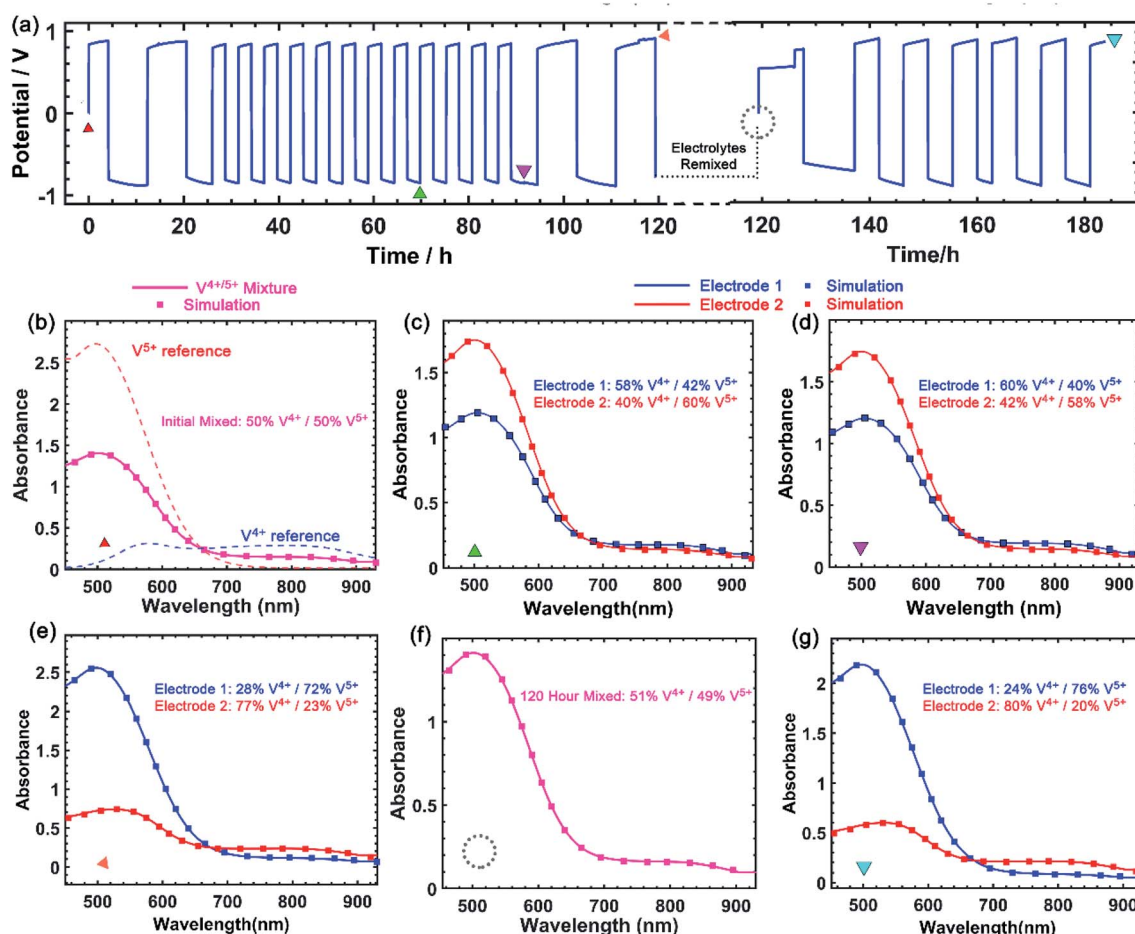 (a)
Potential / V
1
0
-1
Electrolytes
Remixed
0 20 40 60 80 100 120
120 140 160 180
Time / h
Time/h
V4+/5+ Mixture
Simulation
Electrode 1 Simulation
Electrode 2 Simulation
(b)
V5+ reference
Initial Mixed: 50% V4+ / 50% V5+
V4+ reference
2.5
2
1.5
1
0.5
0
Absorbance
500 600 700 800 900
Wavelength (nm)
(c)
Electrode 1: 58% V4+ / 42% V5+
Electrode 2: 40% V4+ / 60% V5+
1.5
1
0.5
0
Absorbance
500 600 700 800 900
Wavelength(nm)
(d)
Electrode 1: 60% V4+ / 40% V5+
Electrode 2: 42% V4+ / 58% V5+
1.5
1
0.5
0
Absorbance
500 600 700 800 900
Wavelength (nm)
(e)
Electrode 1: 28% V4+ / 72% V5+
Electrode 2: 77% V4+ / 23% V5+
2.5
2
1.5
1
0.5
0
Absorbance
500 600 700 800 900
Wavelength(nm)
(f)
120 Hour Mixed: 51% V4+ / 49% V5+
1
0.5
0
Absorbance
500 600 700 800 900
Wavelength (nm)
(g)
Electrode 1: 24% V4+ / 76% V5+
Electrode 2: 80% V4+ / 20% V5+
2
1.5
1
0.5
0
Absorbance
500 600 700 800 900
Wavelength(nm)